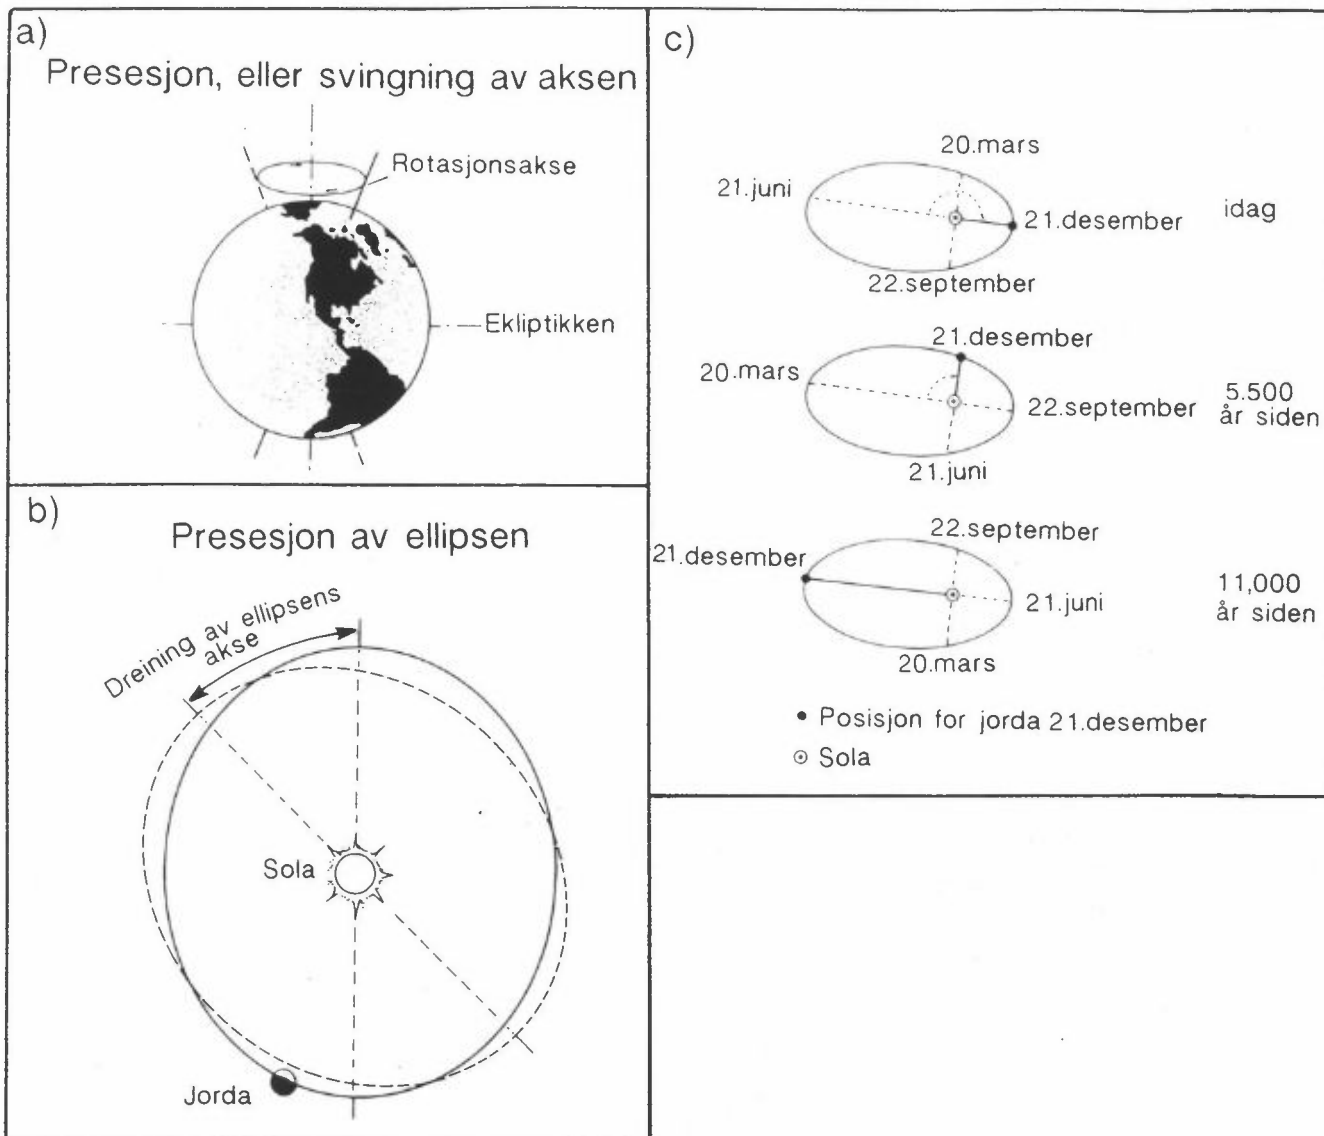 a)
Presesjon, eller svingning av aksen
Rotasjonsakse
Ekliptikken
b)
Presesjon av ellipsen
Dreining av ellipsens
akse
Sola
Jorda
c)
20.mars
21.juni
21.desember
idag
22.september
21.desember
20.mars
22.september
5.500
år siden
21.juni
22.september
21.desember
21.juni
11,000
år siden
20.mars
Posisjon for jorda 21.desember
Sola